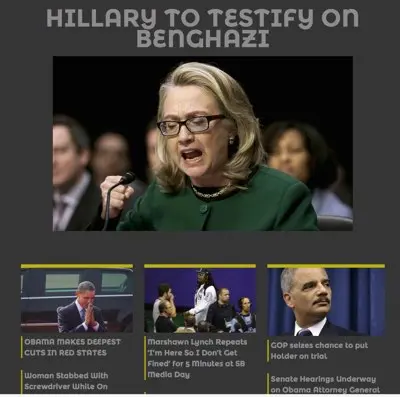 HILLARY TO TESTIFY ON
BENGHAZI
OBAMA MAKES DEEPEST
CUTS IN RED STATES
Woman Stabbed With
Screwdriver While On
Marshawn Lynch Repeats
'I'm Here So I Don't Get
Fined' for 5 Minutes at SB
Media Day
GOP seizes chance to put
Holder on trial
Senate Hearings Underway
on Obama Attorney General